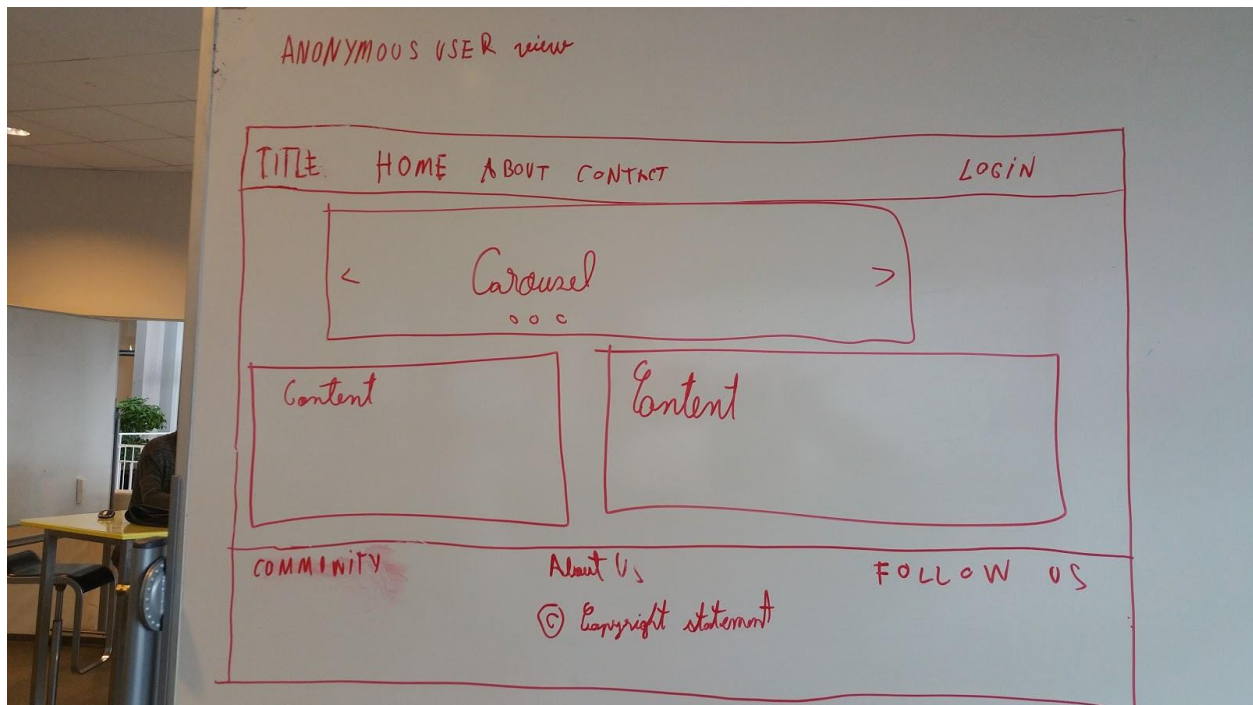 ANONYMOUS USER view
TITLE HOME ABOUT CONTACT LOGIN
< Carousel >
Content Content
COMMUNITY About Us FOLLOW US
© Copyright statement